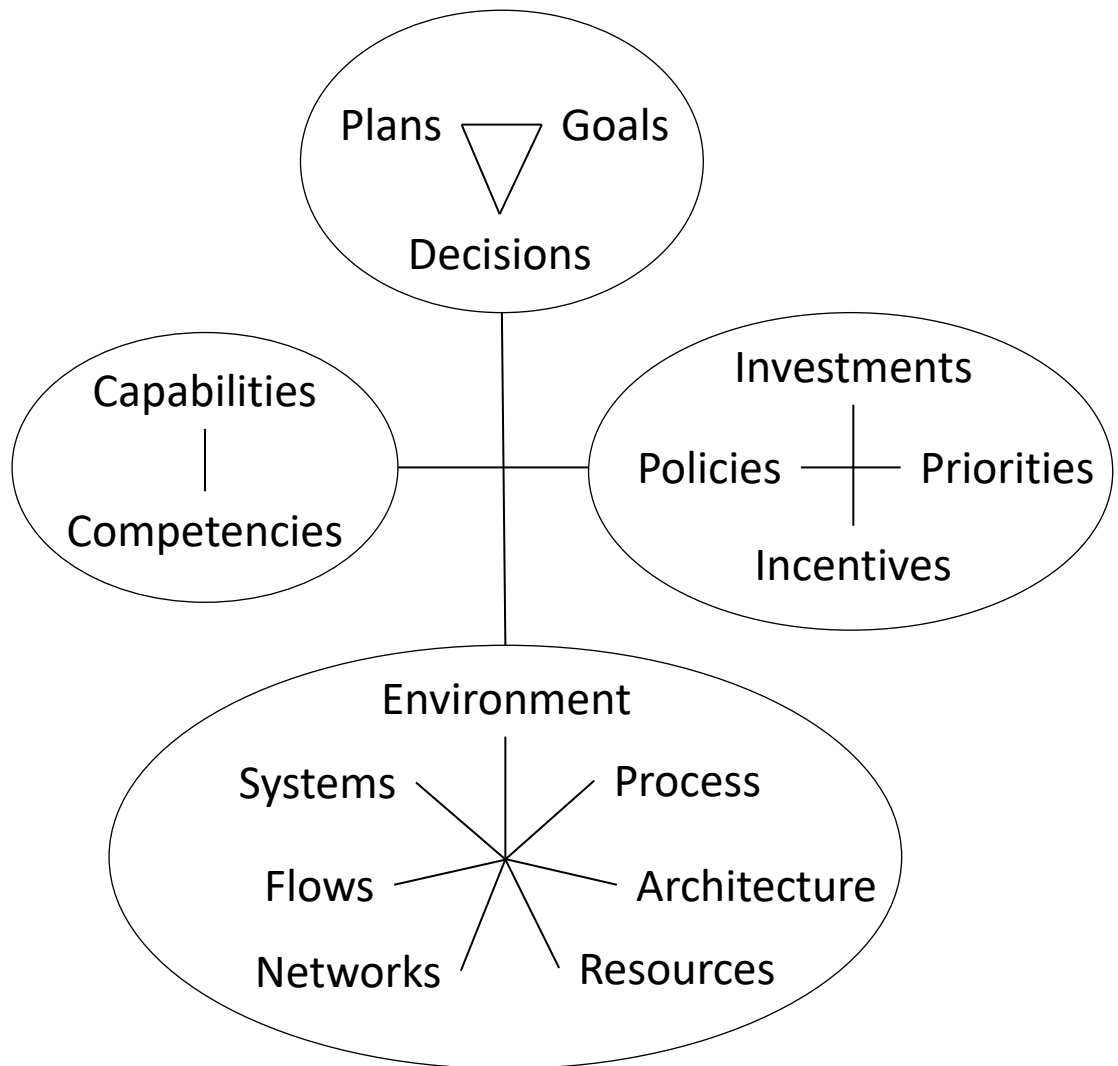 Plans Goals
Decisions
Capabilities
Competencies
Investments
Policies Priorities
Incentives
Environment
Systems Process
Flows Architecture
Networks Resources